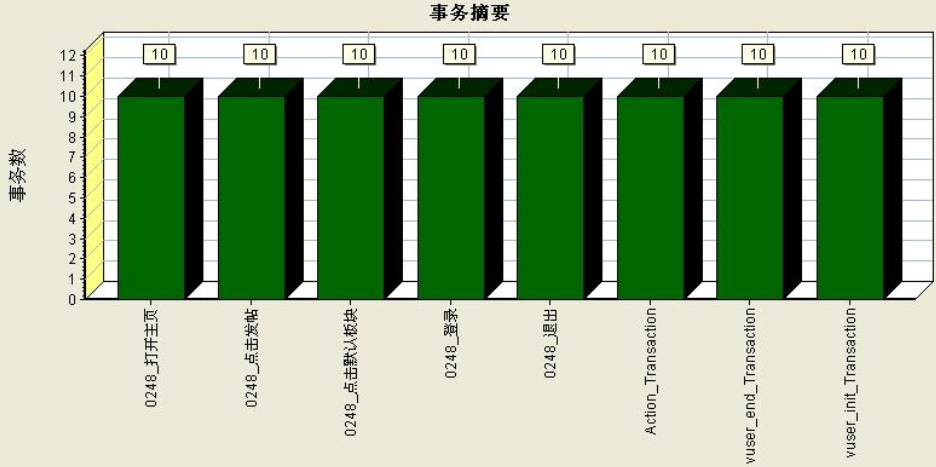 事务摘要
10
10
10
10
10
10
10
10
12
11
10
9
8
7
6
5
4
3
2
1
0
事务数
0248_打开主页
0248_点击发帖
0248_点击默认板块
0248_登录
0248_退出
Action_Transaction
vuser_end_Transaction
vuser_init_Transaction